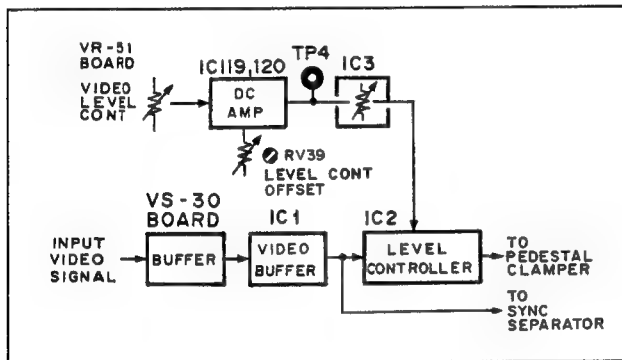 VR-51
BOARD
VIDEO
LEVEL
CONT
IC119,120
DC
AMP
TP4
IC3
RV39
LEVEL CONT
OFFSET
VS-30
BOARD
IC1
IC2
INPUT
VIDEO
SIGNAL
BUFFER
VIDEO
BUFFER
LEVEL
CONTROLLER
TO
PEDESTAL
CLAMPER
TO
SYNC
SEPARATOR